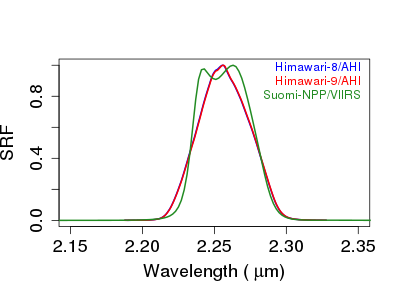 Himawari-8/AHI
Himawari-9/AHI
Suomi-NPP/VIIRS
SRF
0.8
0.4
0.0
2.15 2.20 2.25 2.30 2.35
Wavelength ( μm)